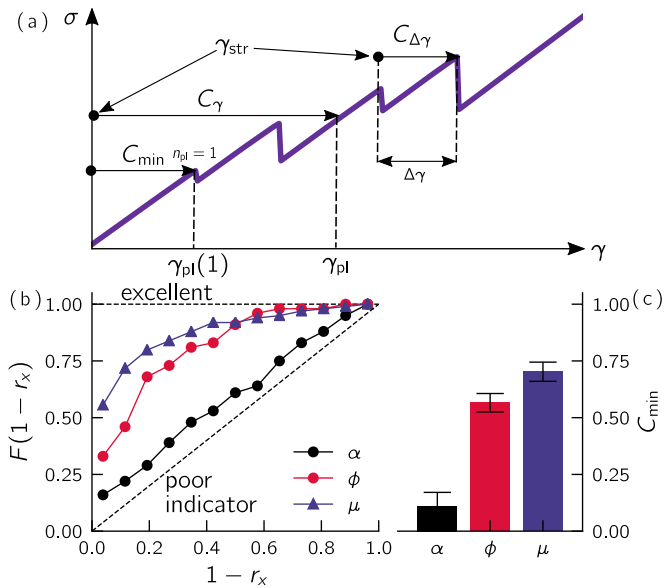 (a)
σ
γstr
CΔγ
Cγ
Cmin npl = 1
Δγ
γpl(1)
γpl
γ
(b)
excellent
1.00
0.75
0.50
0.25
0.00
F(1 − rx)
poor
indicator
α
ϕ
μ
0.0 0.2 0.4 0.6 0.8 1.0
1 − rx
(c)
1.00
0.75
0.50
0.25
0.00
Cmin
α ϕ μ